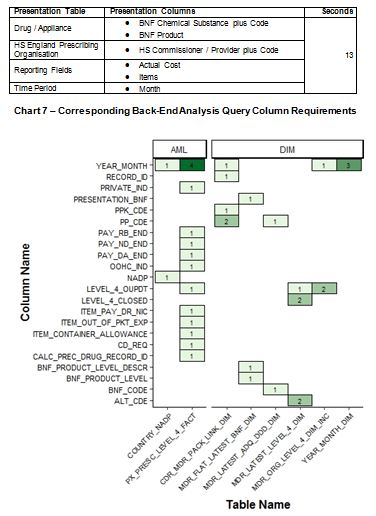 Presentation Table Presentation Columns Seconds
Drug / Appliance
• BNF Chemical Substance plus Code
• BNF Product
HS England Prescribing
Organisation
• HS Commissioner / Provider plus Code
13
Reporting Fields
• Actual Cost
• Items
Time Period
• Month
Chart 7 – Corresponding Back-End Analysis Query Column Requirements
AML DIM
Column Name
YEAR_MONTH 1 1 1 3
RECORD_ID 1
PRIVATE_IND 1
PRESENTATION_BNF 1
PPK_CDE 1
PP_CDE 2 1
PAY_RB_END 1
PAY_ND_END 1
PAY_DA_END 1
OOHC_IND 1
NADP 1
LEVEL_4_OUPDT 1 1 2
LEVEL_4_CLOSED 2
ITEM_PAY_DR_NIC 1
ITEM_OUT_OF_PKT_EXP 1
ITEM_CONTAINER_ALLOWANCE 1
CD_REQ 1
CALC_PREC_DRUG_RECORD_ID 1
BNF_PRODUCT_LEVEL_DESCR 1
BNF_PRODUCT_LEVEL 1
BNF_CODE 1
ALT_CDE 2
COUNTRY_NADP
PX_PRESC_LEVEL_4_FACT
CDR_MDR_PACK_LINK_DIM
MDR_FLAT_LATEST_BNF_DIM
MDR_LATEST_ADQ_DDD_DIM
MDR_LATEST_LEVEL_4_DIM
MDR_ORG_LEVEL_4_DIM_INC
YEAR_MONTH_DIM
Table Name